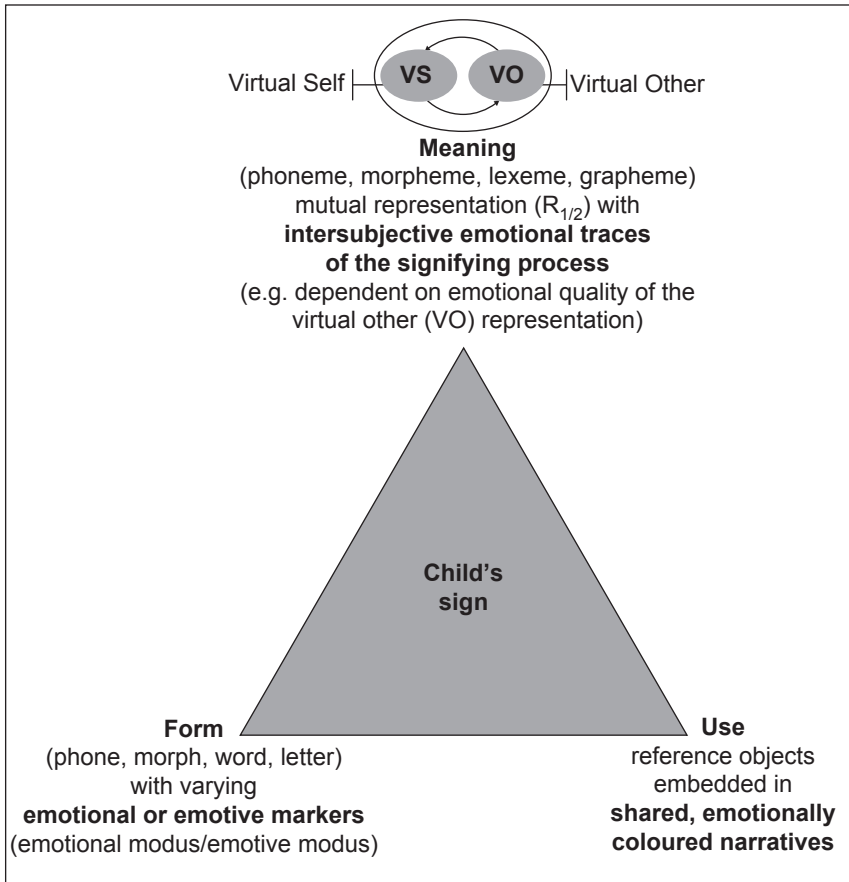 VS VO
Virtual Self Virtual Other
Meaning
(phoneme, morpheme, lexeme, grapheme)
mutual representation (R1/2) with
intersubjective emotional traces
of the signifying process
(e.g. dependent on emotional quality of the
virtual other (VO) representation)
Child's
sign
Form
(phone, morph, word, letter)
with varying
emotional or emotive markers
(emotional modus/emotive modus)
Use
reference objects
embedded in
shared, emotionally
coloured narratives